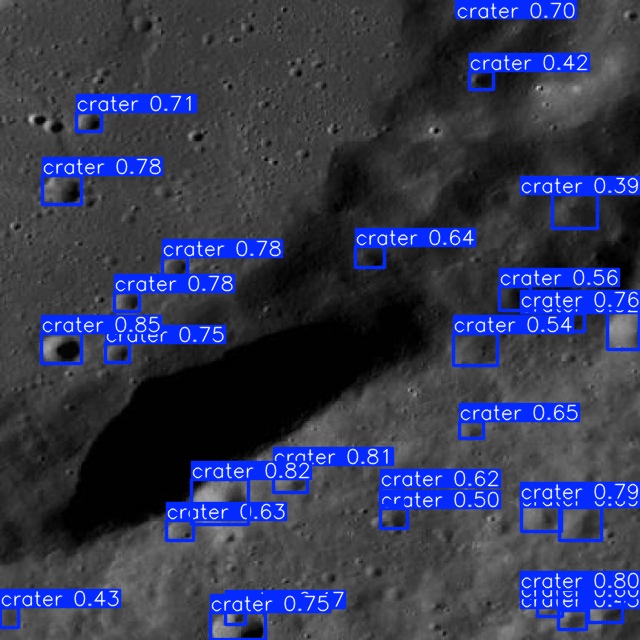 crater 0.70
crater 0.42
crater 0.71
crater 0.78
crater 0.39
crater 0.64
crater 0.78
crater 0.56
crater 0.78
crater 0.76
crater 0.85
crater 0.75
crater 0.54
crater 0.65
crater 0.81
crater 0.82
crater 0.62
crater 0.50
crater 0.79
crater 0.63
crater 0.80
crater 0.43
crater 0.75